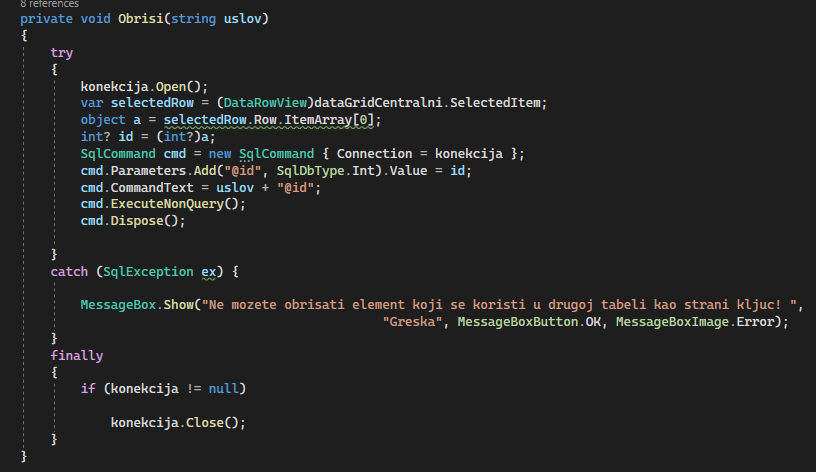 8 references
private void Obrisi(string uslov)
{
try
{
konekcija.Open();
var selectedRow = (DataRowView)dataGridCentralni.SelectedItem;
object a = selectedRow.Row.ItemArray[0];
int? id = (int?)a;
SqlCommand cmd = new SqlCommand { Connection = konekcija };
cmd.Parameters.Add("@id", SqlDbType.Int).Value = id;
cmd.CommandText = uslov + "@id";
cmd.ExecuteNonQuery();
cmd.Dispose();
}
catch (SqlException ex) {
MessageBox.Show("Ne mozete obrisati element koji se koristi u drugoj tabeli kao strani kljuc! ",
"Greska", MessageBoxButton.OK, MessageBoxImage.Error);
}
finally
{
if (konekcija != null)
konekcija.Close();
}
}